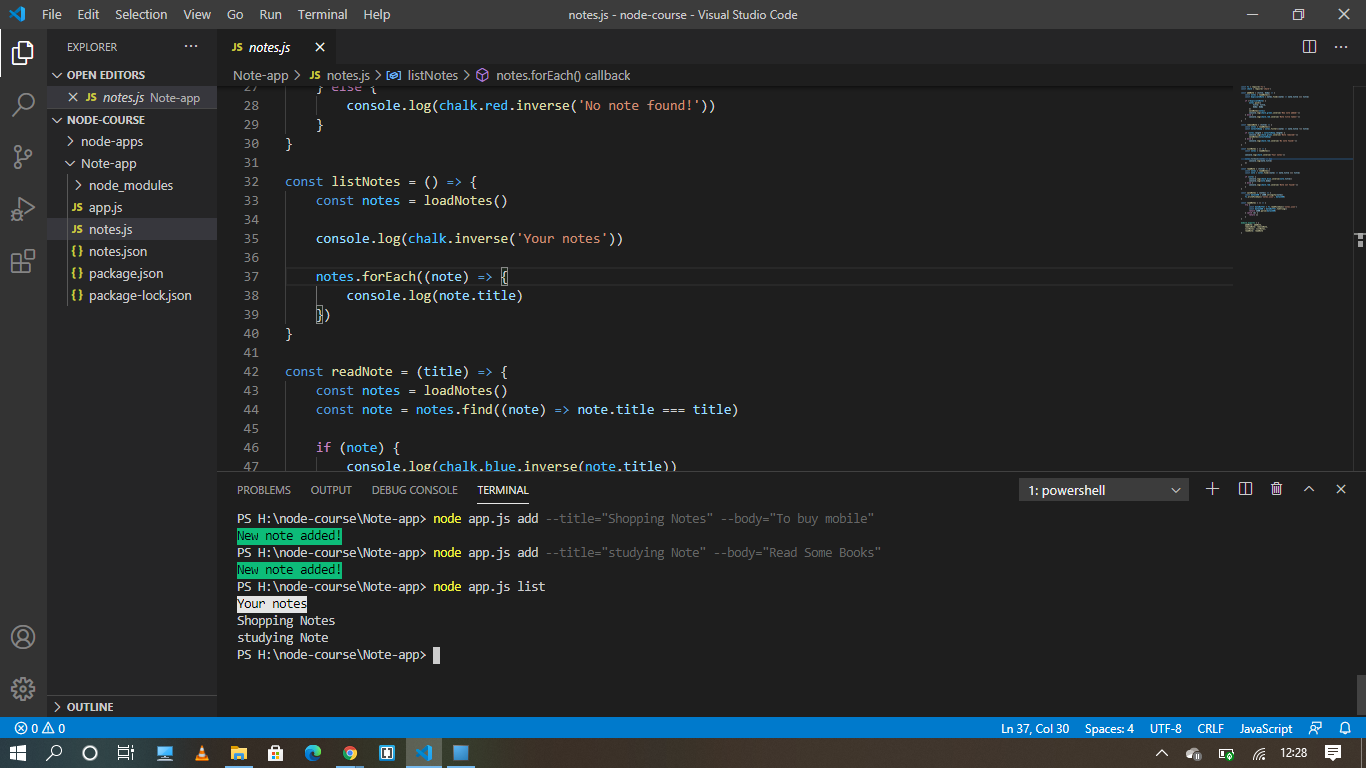 File Edit Selection View Go Run Terminal Help notes.js - node-course - Visual Studio Code
EXPLORER
OPEN EDITORS
JS notes.js Note-app
NODE-COURSE
node-apps
Note-app
node_modules
JS app.js
JS notes.js
{} notes.json
{} package.json
{} package-lock.json
OUTLINE
JS notes.js
Note-app > JS notes.js > listNotes > notes.forEach() callback
27 } else {
28 console.log(chalk.red.inverse('No note found!'))
29 }
30 }
31
32 const listNotes = () => {
33 const notes = loadNotes()
34
35 console.log(chalk.inverse('Your notes'))
36
37 notes.forEach((note) => {
38 console.log(note.title)
39 })
40 }
41
42 const readNote = (title) => {
43 const notes = loadNotes()
44 const note = notes.find((note) => note.title === title)
45
46 if (note) {
47 console.log(chalk.blue.inverse(note.title))
PROBLEMS OUTPUT DEBUG CONSOLE TERMINAL 1: powershell
PS H:\node-course\Note-app> node app.js add --title="Shopping Notes" --body="To buy mobile"
New note added!
PS H:\node-course\Note-app> node app.js add --title="studying Note" --body="Read Some Books"
New note added!
PS H:\node-course\Note-app> node app.js list
Your notes
Shopping Notes
studying Note
PS H:\node-course\Note-app>
0 0 Ln 37, Col 30 Spaces: 4 UTF-8 CRLF JavaScript
12:28